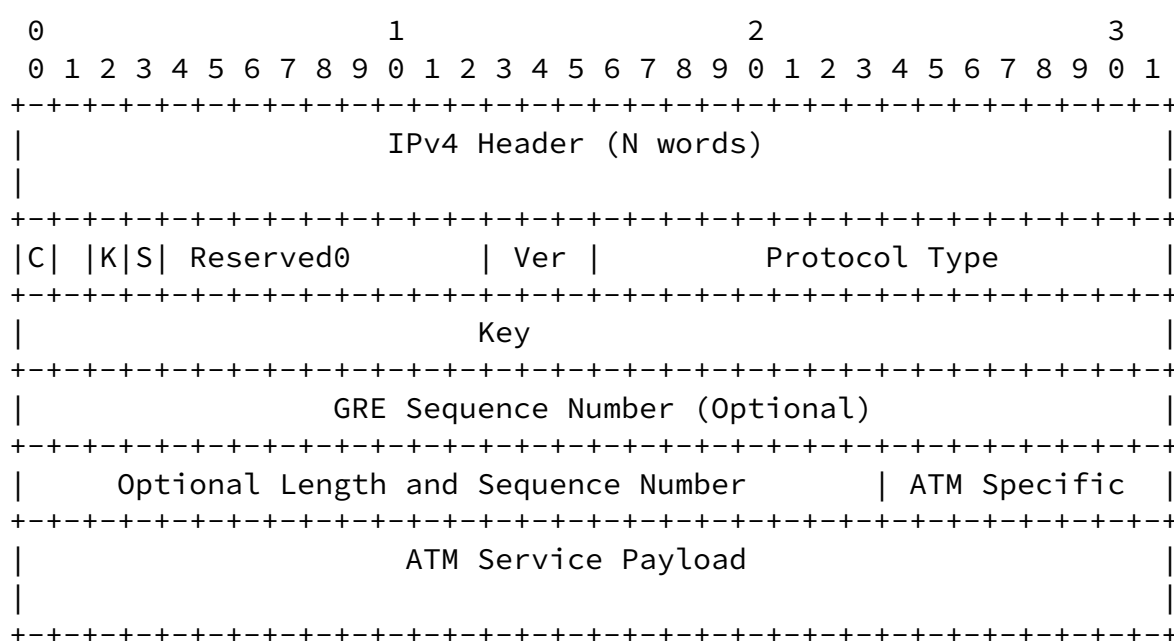 0 1 2 3
0 1 2 3 4 5 6 7 8 9 0 1 2 3 4 5 6 7 8 9 0 1 2 3 4 5 6 7 8 9 0 1
+-+-+-+-+-+-+-+-+-+-+-+-+-+-+-+-+-+-+-+-+-+-+-+-+-+-+-+-+-+-+-+-+
| IPv4 Header (N words) |
| |
+-+-+-+-+-+-+-+-+-+-+-+-+-+-+-+-+-+-+-+-+-+-+-+-+-+-+-+-+-+-+-+-+
|C| |K|S| Reserved0 | Ver | Protocol Type |
+-+-+-+-+-+-+-+-+-+-+-+-+-+-+-+-+-+-+-+-+-+-+-+-+-+-+-+-+-+-+-+-+
| Key |
+-+-+-+-+-+-+-+-+-+-+-+-+-+-+-+-+-+-+-+-+-+-+-+-+-+-+-+-+-+-+-+-+
| GRE Sequence Number (Optional) |
+-+-+-+-+-+-+-+-+-+-+-+-+-+-+-+-+-+-+-+-+-+-+-+-+-+-+-+-+-+-+-+-+
| Optional Length and Sequence Number | ATM Specific |
+-+-+-+-+-+-+-+-+-+-+-+-+-+-+-+-+-+-+-+-+-+-+-+-+-+-+-+-+-+-+-+-+
| ATM Service Payload |
| |
+-+-+-+-+-+-+-+-+-+-+-+-+-+-+-+-+-+-+-+-+-+-+-+-+-+-+-+-+-+-+-+-+